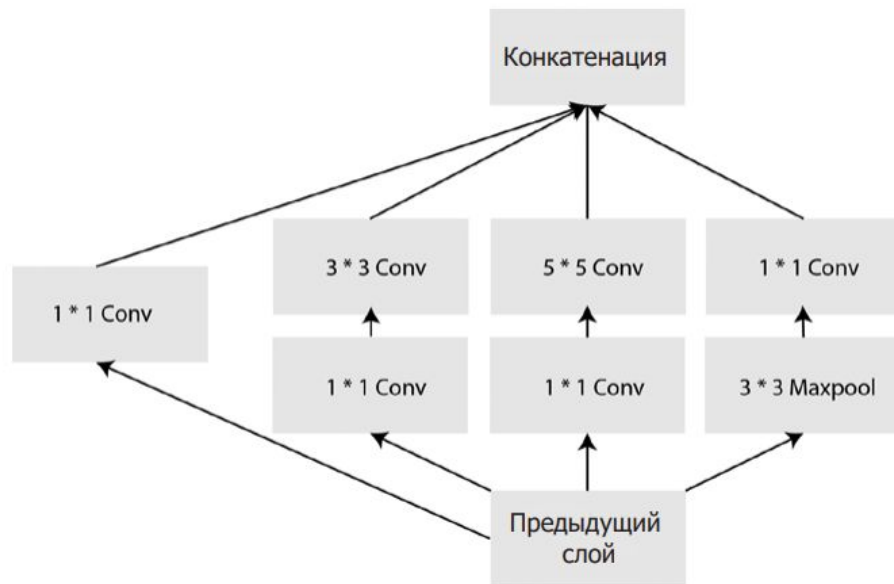 Конкатенация
3 * 3 Conv
5 * 5 Conv
1 * 1 Conv
1 * 1 Conv
1 * 1 Conv
1 * 1 Conv
3 * 3 Maxpool
Предыдущий
слой